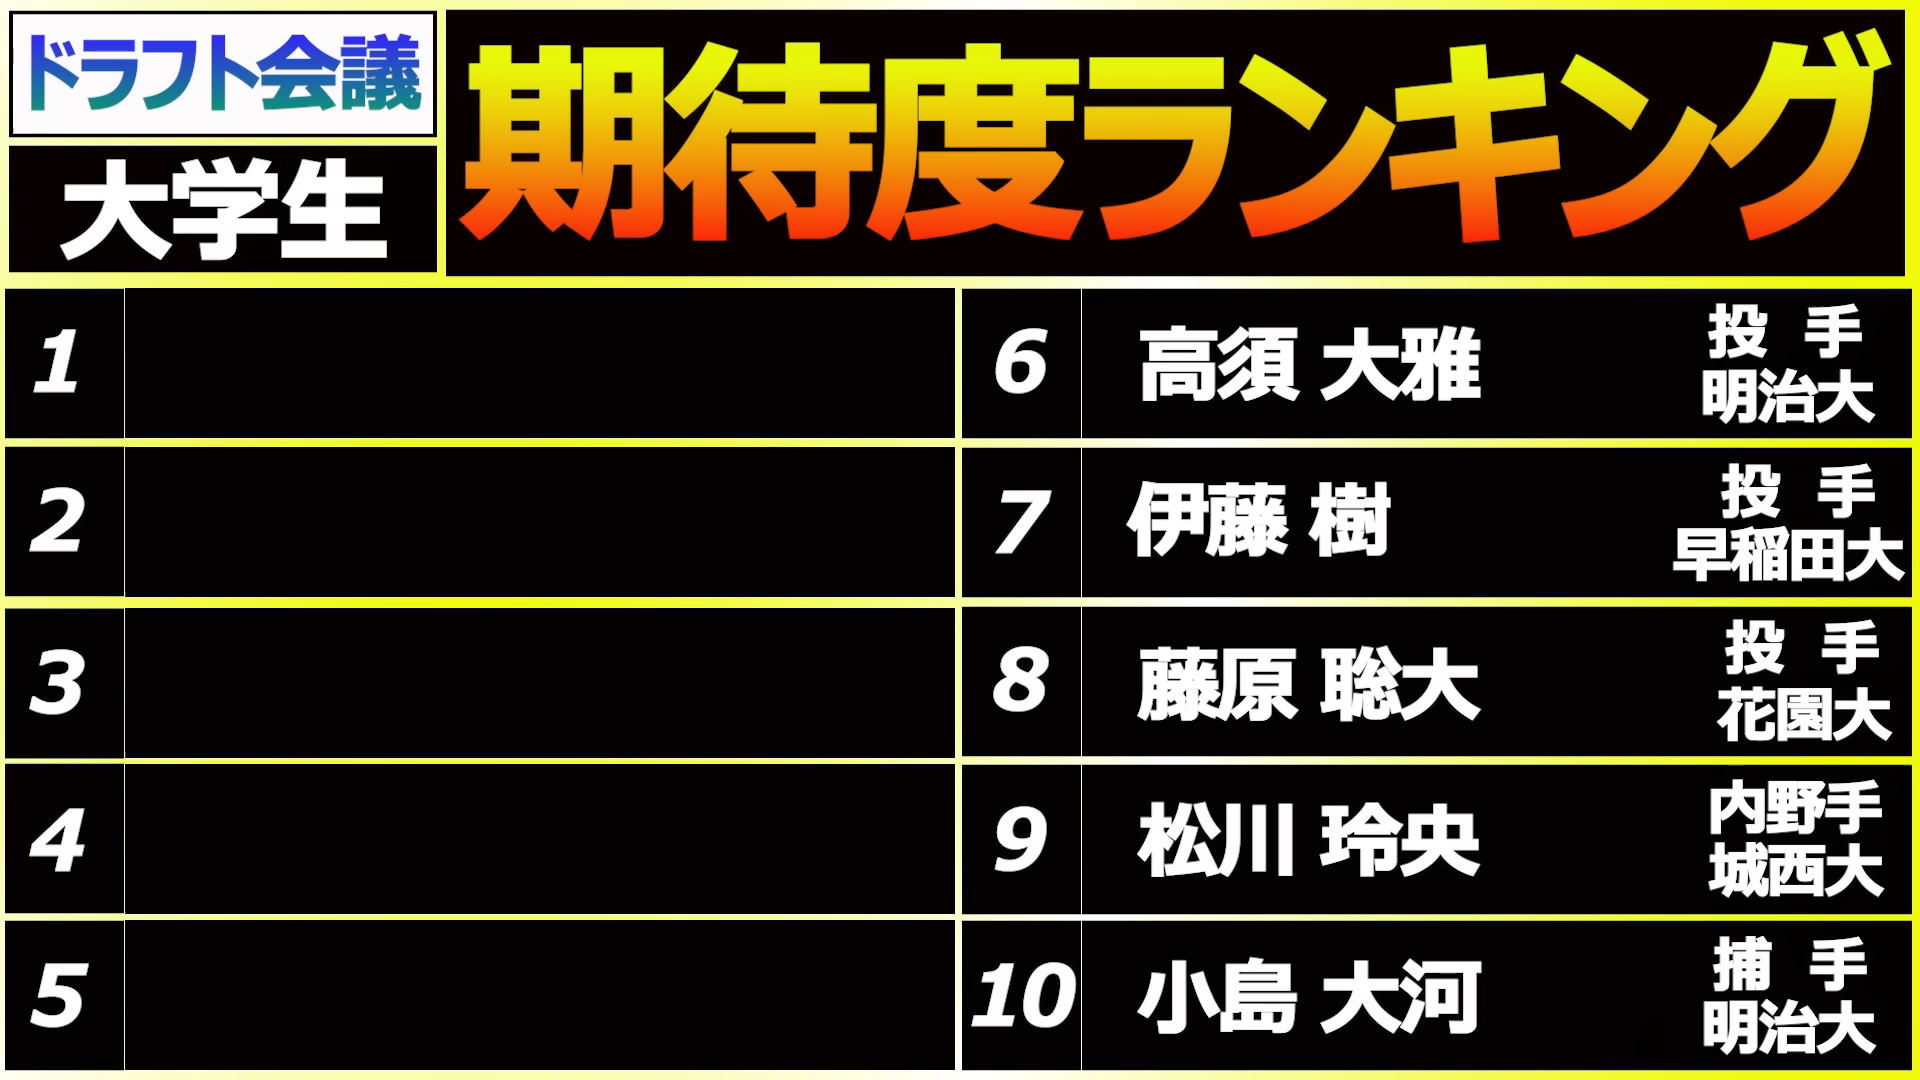 ドラフト会議
大学生
期待度ランキング
1
2
3
4
5
6 高須 大雅 投手 明治大
7 伊藤 樹 投手 早稲田大
8 藤原 聡大 投手 花園大
9 松川 玲央 内野手 城西大
10 小島 大河 捕手 明治大